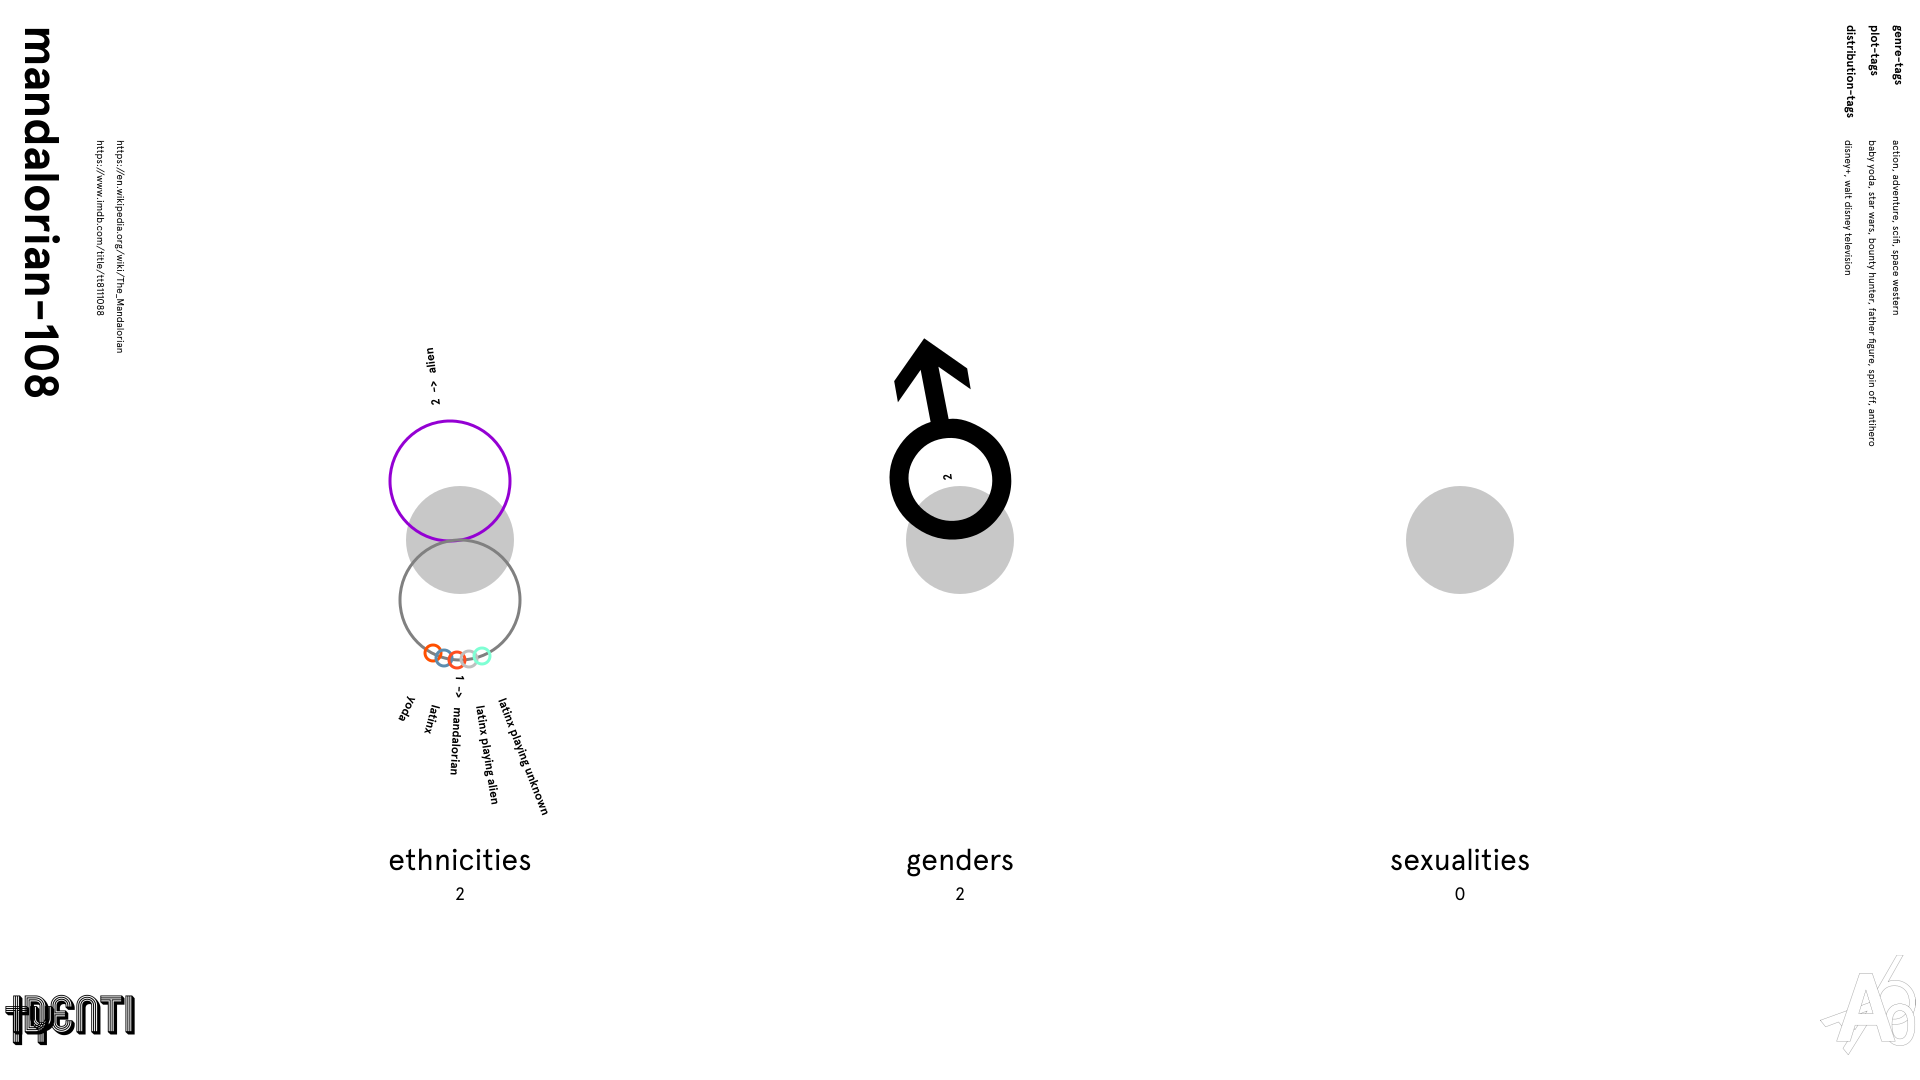 mandalorian-108
https://en.wikipedia.org/wiki/The_Mandalorian
https://www.imdb.com/title/tt8111088
genre-tags
action, adventure, scifi, space western
plot-tags
baby yoda, star wars, bounty hunter, father figure, spin off, antihero
distribution-tags
disney+, walt disney television
2 -> alien
1 ->
yoda
latinx
mandalorian
latinx playing alien
latinx playing unknown
2
ethnicities
2
genders
2
sexualities
0
IDENTI